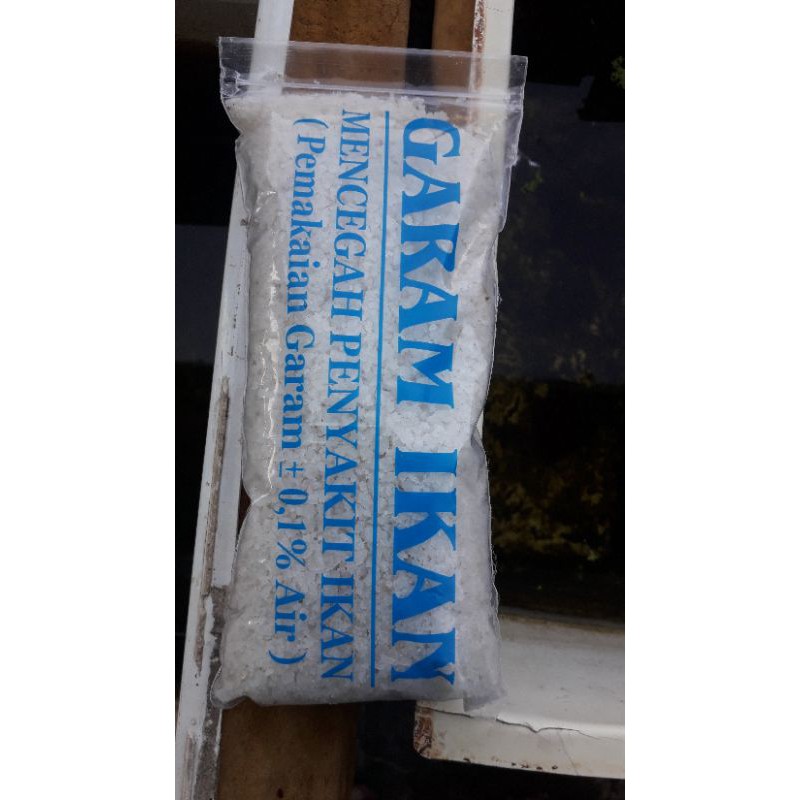 GARAM IKAN
MENCEGAH PENYAKIT IKAN
( Pemakaian Garam ± 0,1% Air )